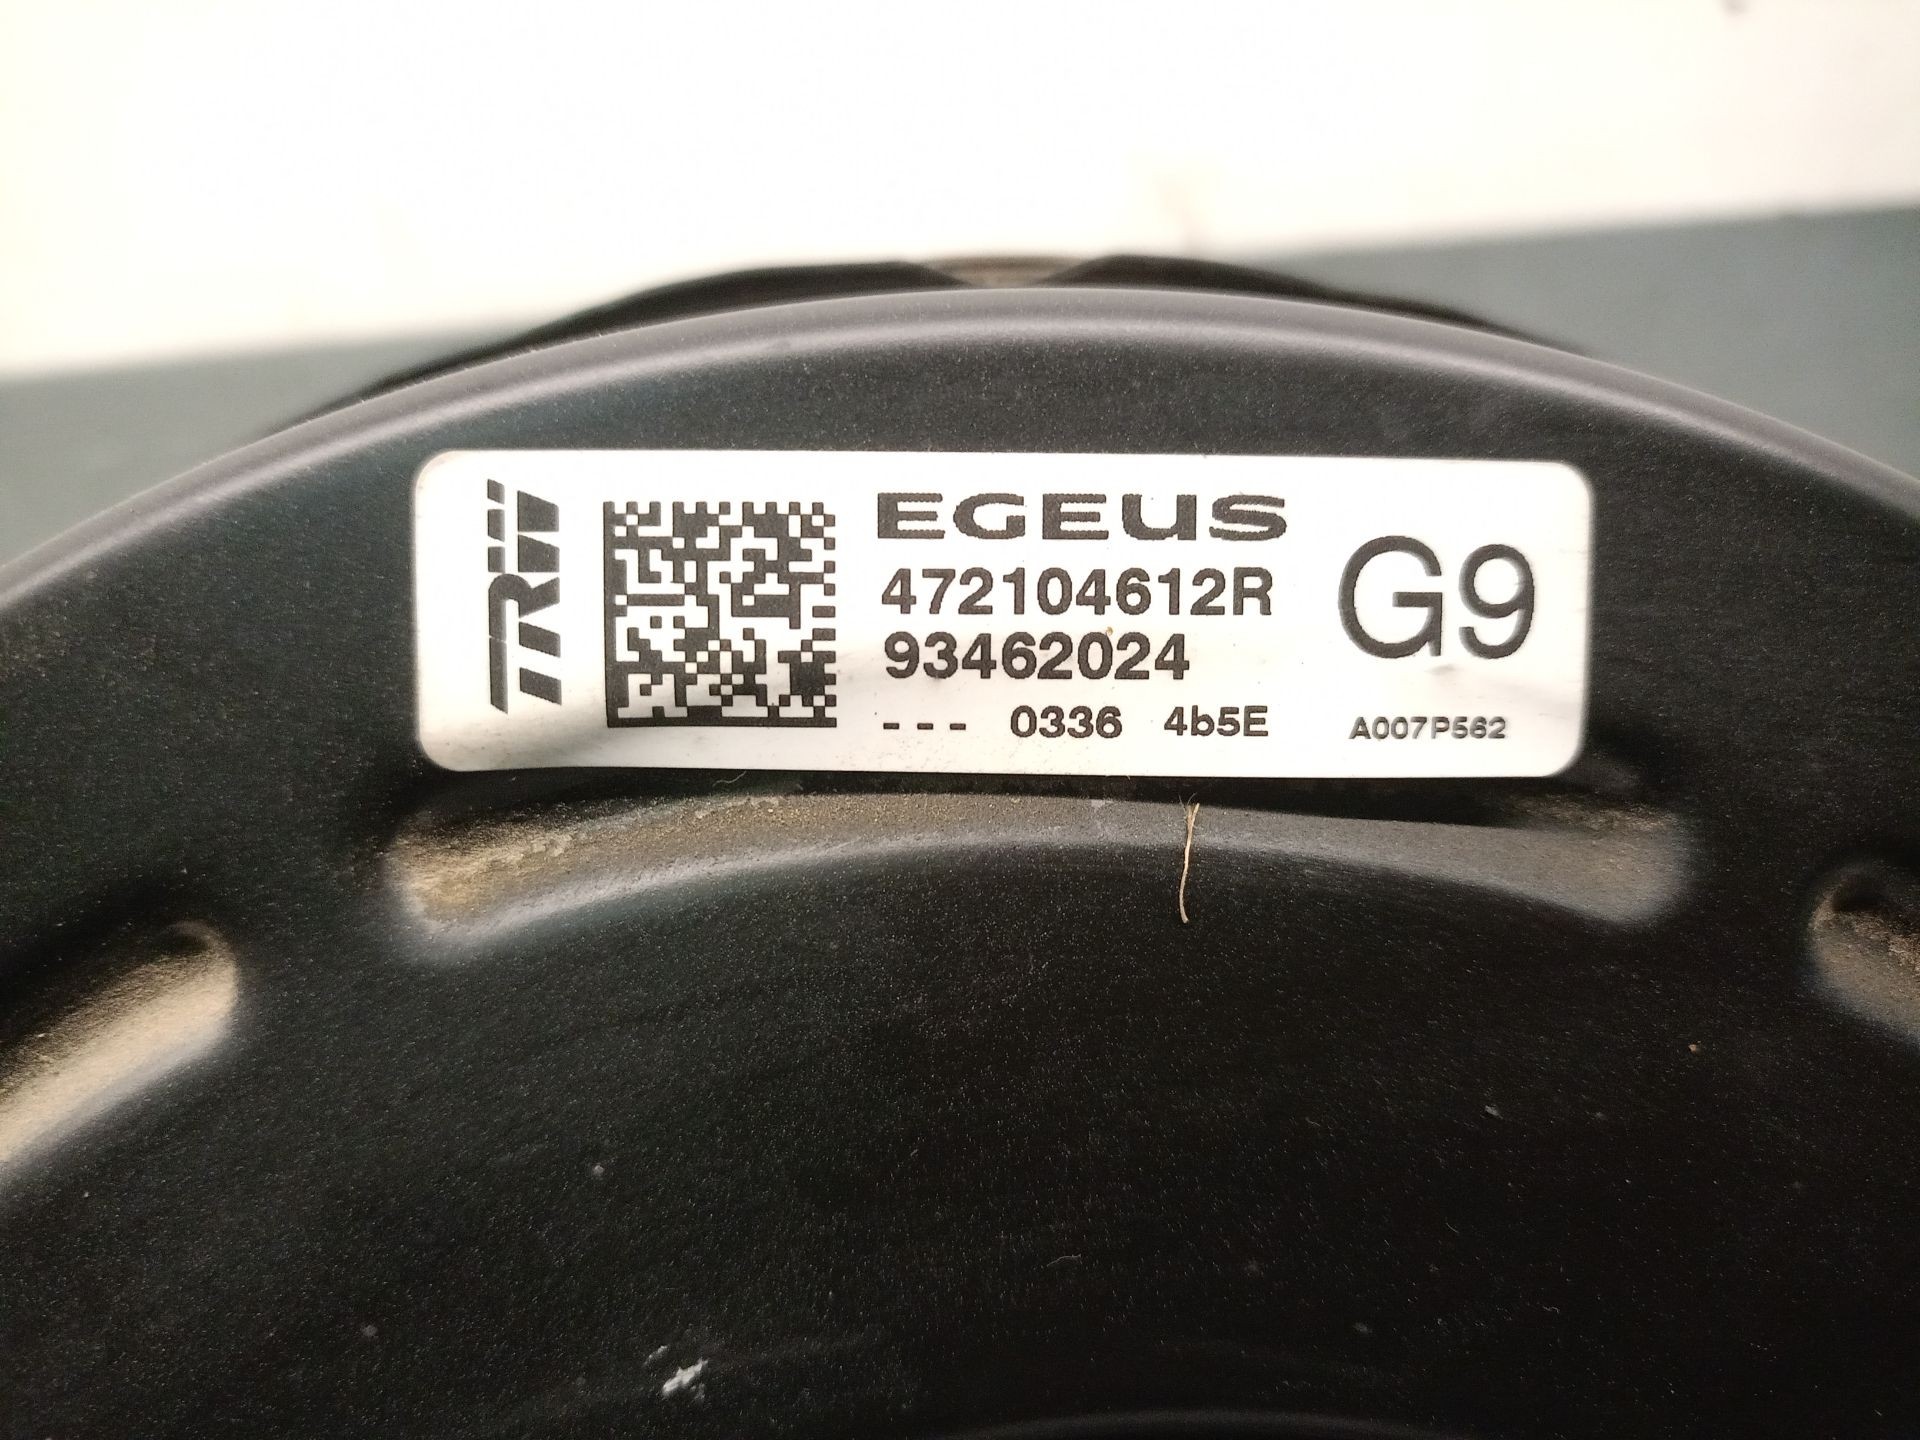 TRW
EGEUS
472104612R
93462024
--- 0336 4b5E
G9
A007P562